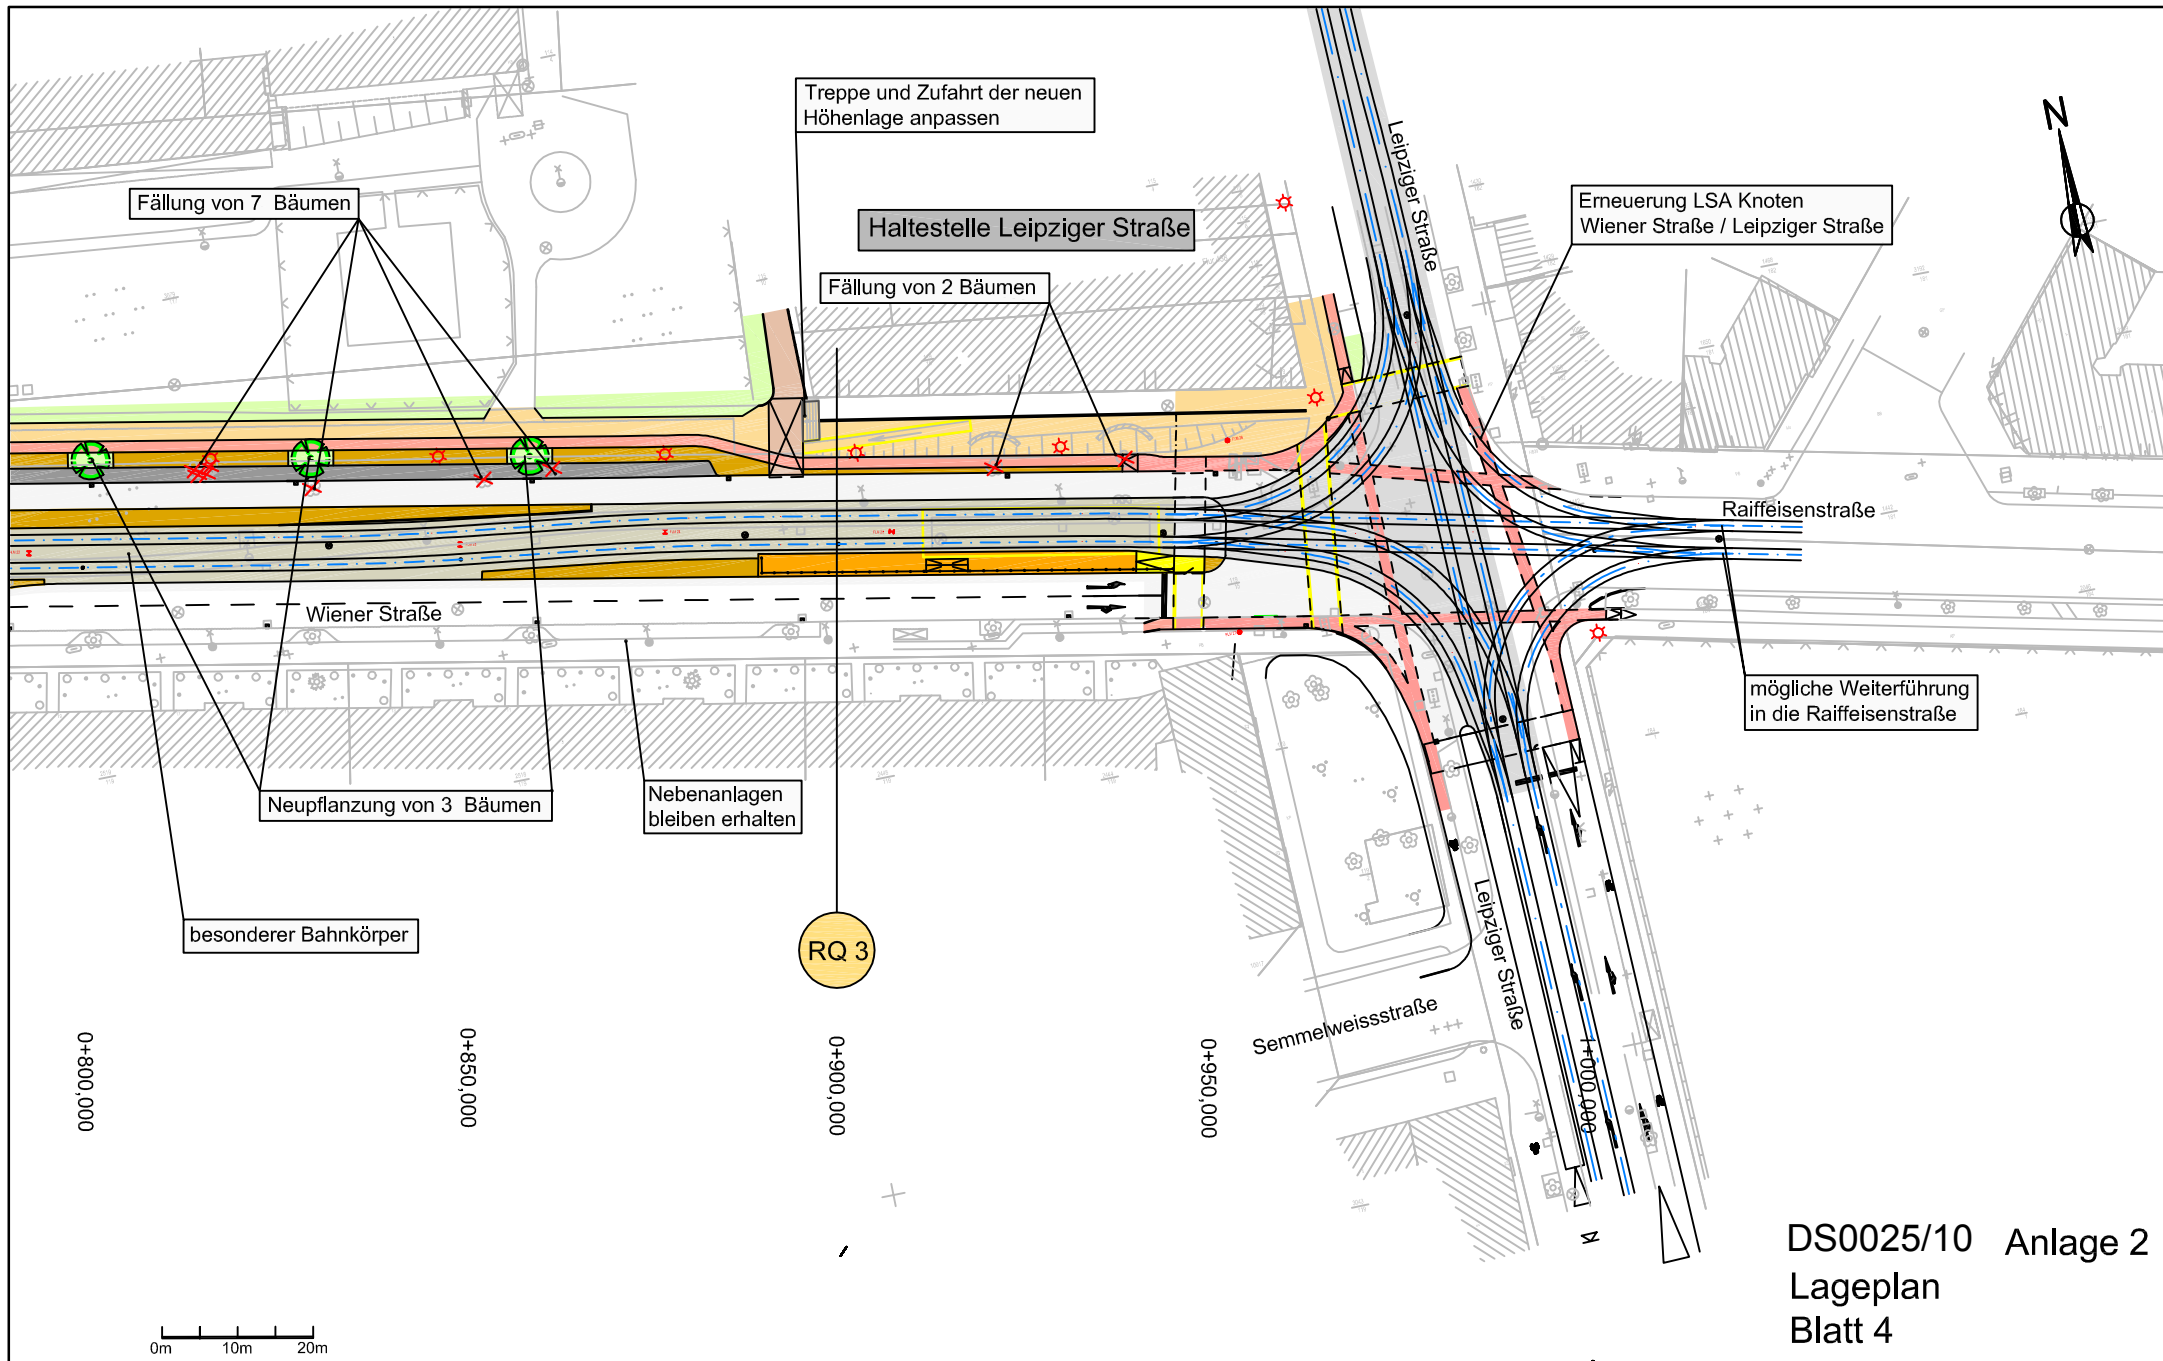 Treppe und Zufahrt der neuen
Höhenlage anpassen
Leipziger Straße
N
Fällung von 7 Bäumen
Haltestelle Leipziger Straße
Erneuerung LSA Knoten
Wiener Straße / Leipziger Straße
Fällung von 2 Bäumen
Raiffeisenstraße
Wiener Straße
mögliche Weiterführung
in die Raiffeisenstraße
Neupflanzung von 3 Bäumen
Nebenanlagen
bleiben erhalten
besonderer Bahnkörper
RQ 3
Leipziger Straße
Semmelweissstraße
0+800,000
0+850,000
0+900,000
0+950,000
1+000,000
DS0025/10 Anlage 2
Lageplan
Blatt 4
0m 10m 20m